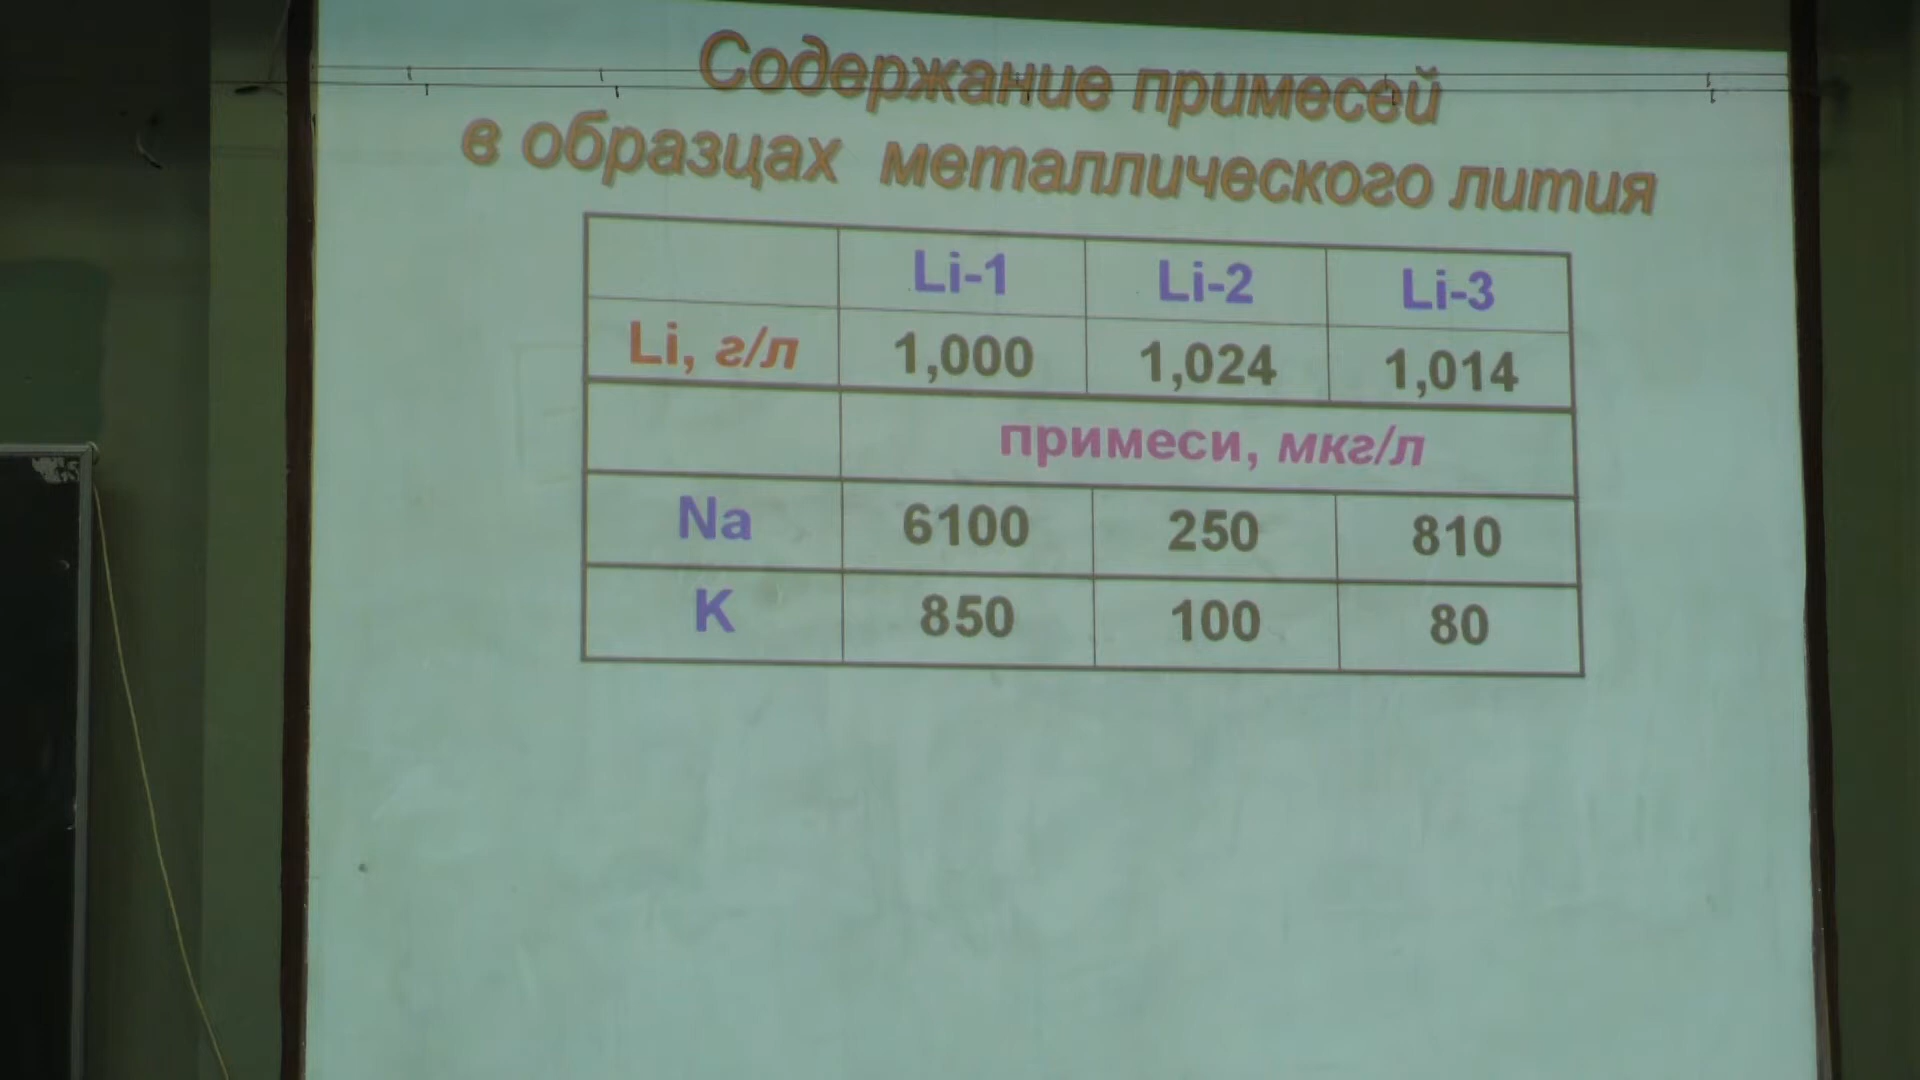 Содержание примесей
в образцах металлического лития
Li-1 Li-2 Li-3
Li, г/л 1,000 1,024 1,014
примеси, мкг/л
Na 6100 250 810
K 850 100 80